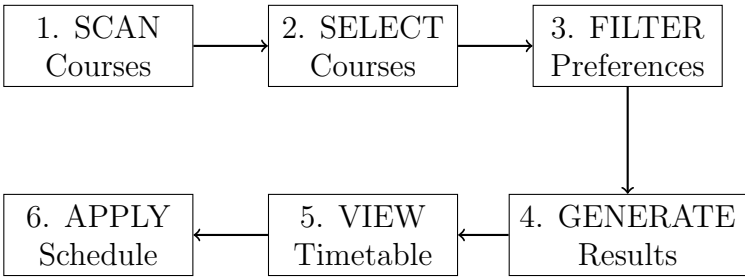 1. SCAN
Courses
2. SELECT
Courses
3. FILTER
Preferences
4. GENERATE
Results
5. VIEW
Timetable
6. APPLY
Schedule